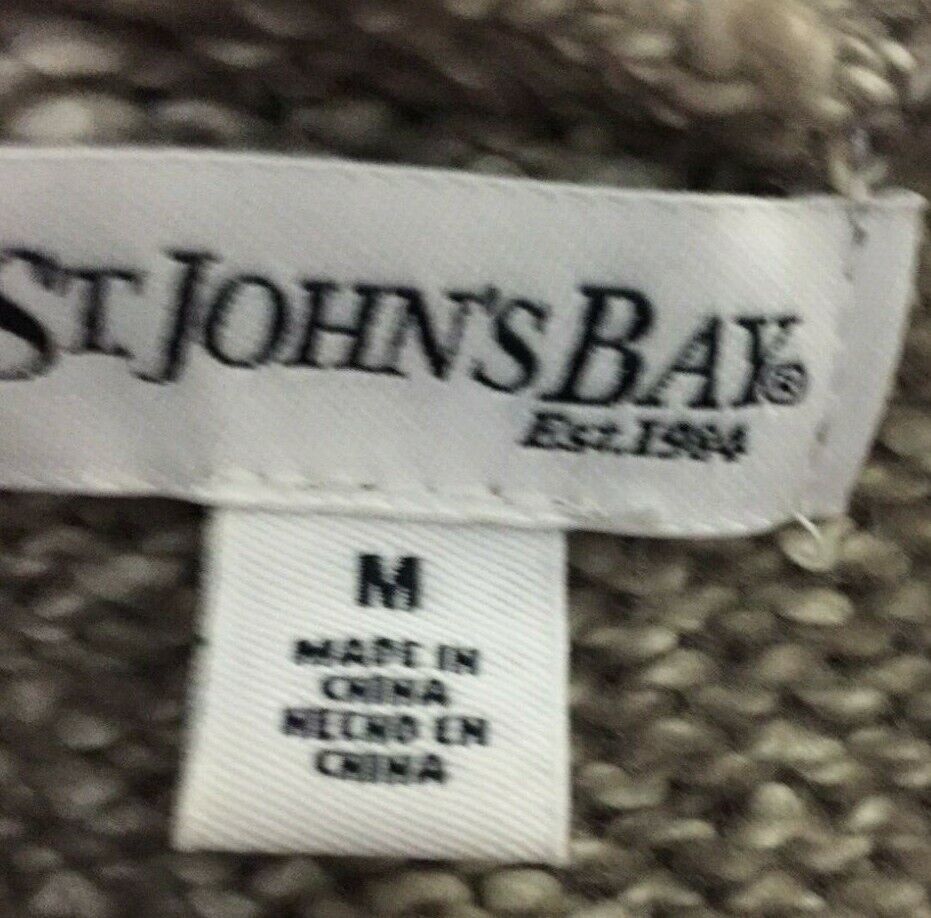 ST. JOHN'S BAY®
Est.1984
M
MADE IN
CHINA
HECHO EN
CHINA